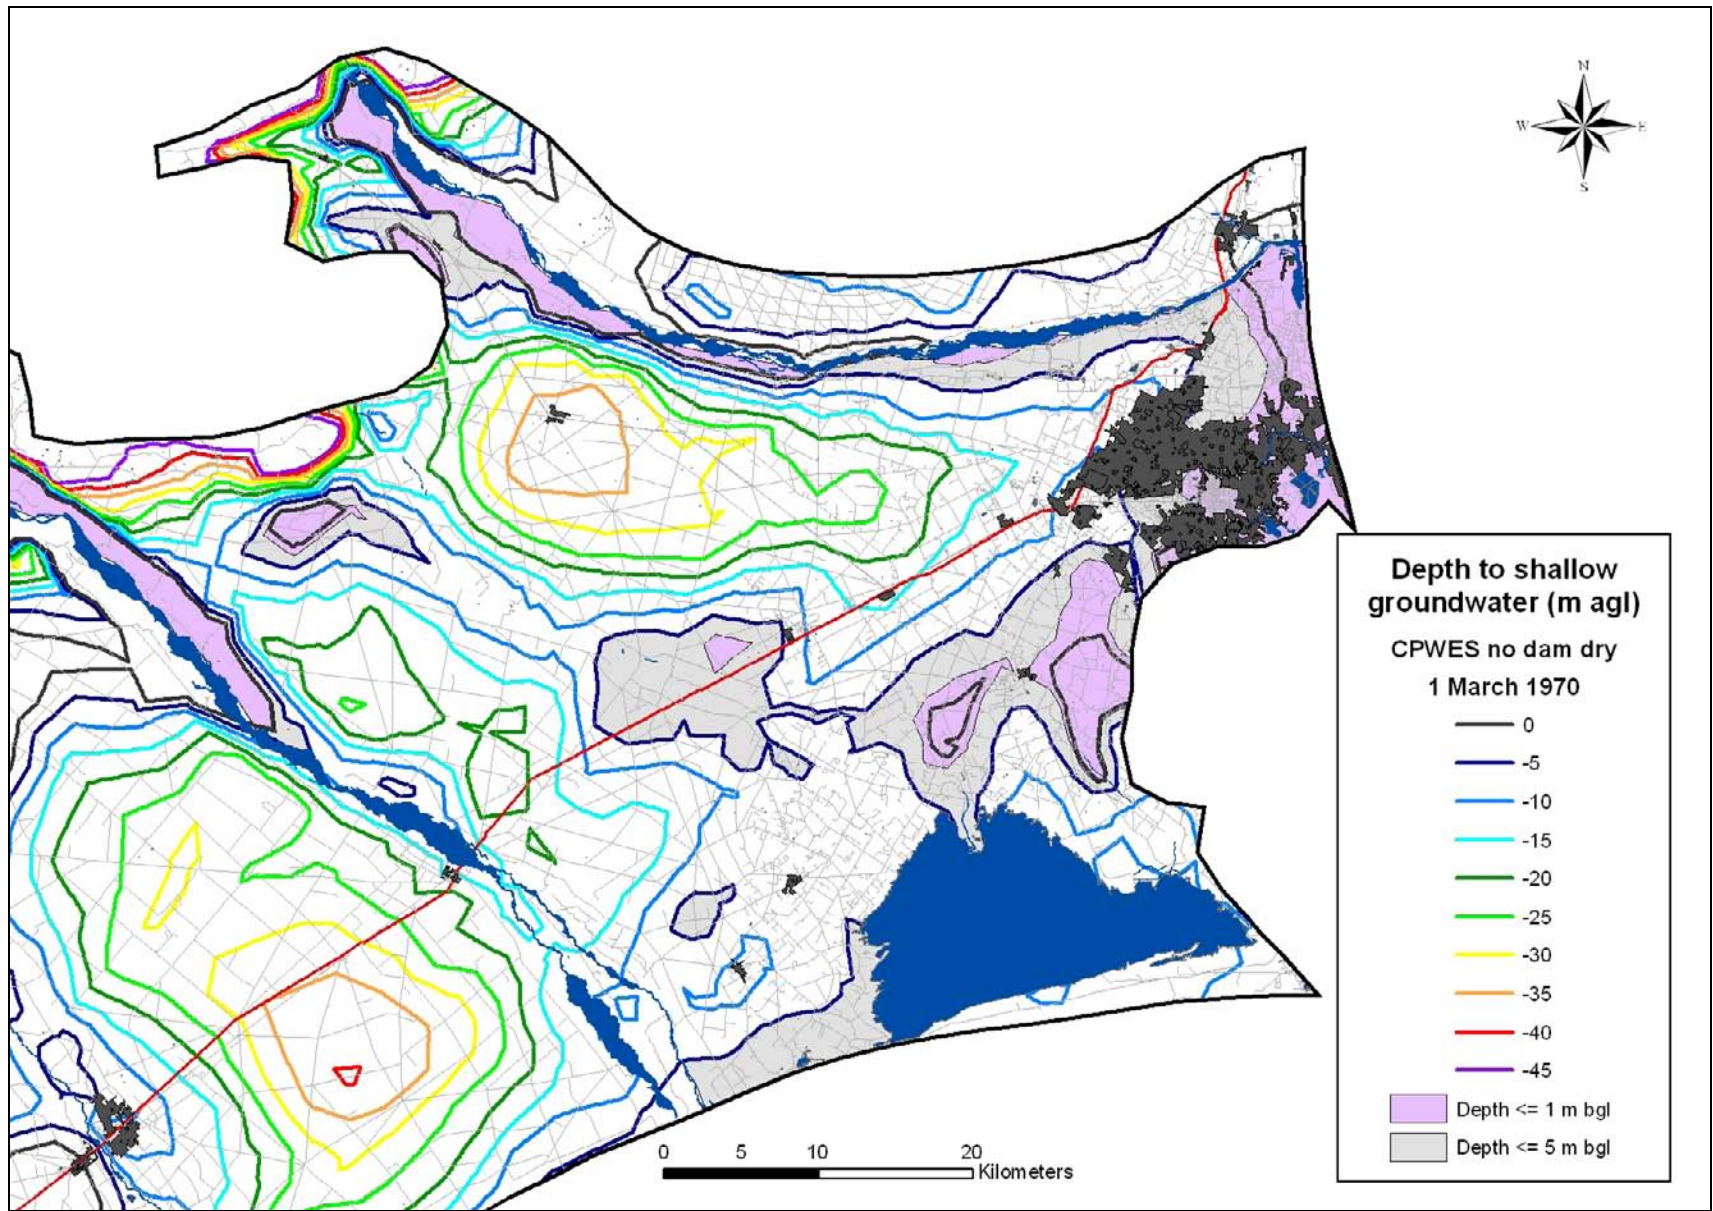 N
W E
S
Depth to shallow
groundwater (m agl)
CPWES no dam dry
1 March 1970
0
-5
-10
-15
-20
-25
-30
-35
-40
-45
Depth <= 1 m bgl
Depth <= 5 m bgl
0 5 10 20
Kilometers